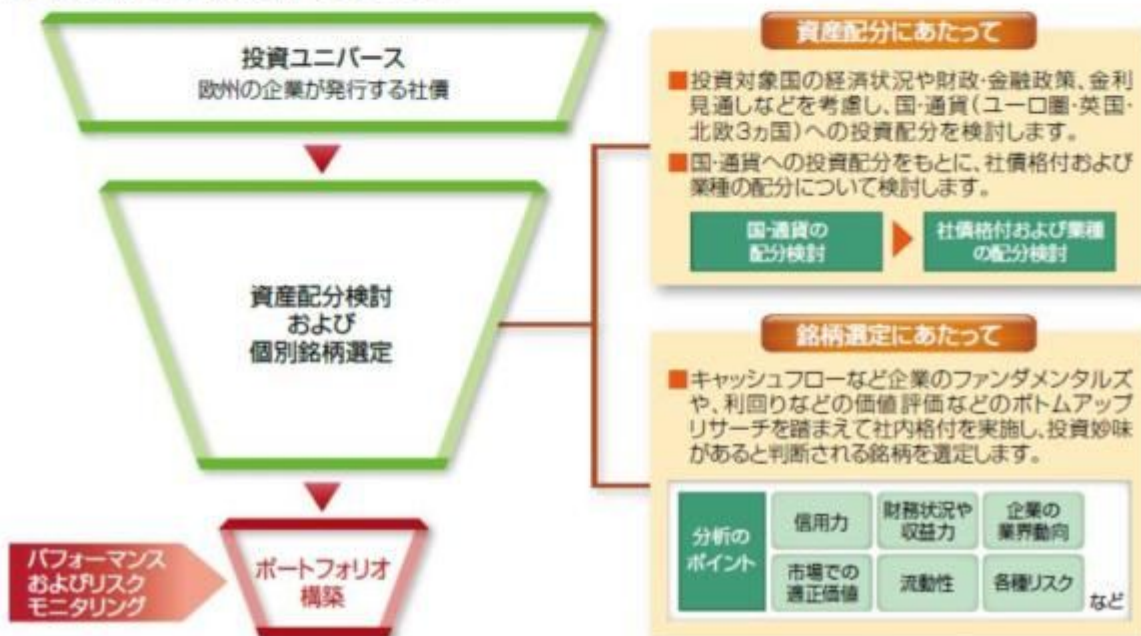 投資ユニバース
欧州の企業が発行する社債
資産配分検討
および
個別銘柄選定
パフォーマンス
およびリスク
モニタリング
ポートフォリオ
構築
資産配分にあたって
■投資対象国の経済状況や財政・金融政策、金利
見通しなどを考慮し、国・通貨(ユーロ圏・英国・
北欧3ヵ国)への投資配分を検討します。
■国・通貨への投資配分をもとに、社債格付および
業種の配分について検討します。
国・通貨の
配分検討
社債格付および業種
の配分検討
銘柄選定にあたって
■キャッシュフローなど企業のファンダメンタルズ
や、利回りなどの価値評価などのボトムアップ
リサーチを踏まえて社内格付を実施し、投資妙味
があると判断される銘柄を選定します。
分析の
ポイント
信用力
財務状況や
収益力
企業の
業界動向
市場での
適正価値
流動性
各種リスク
など